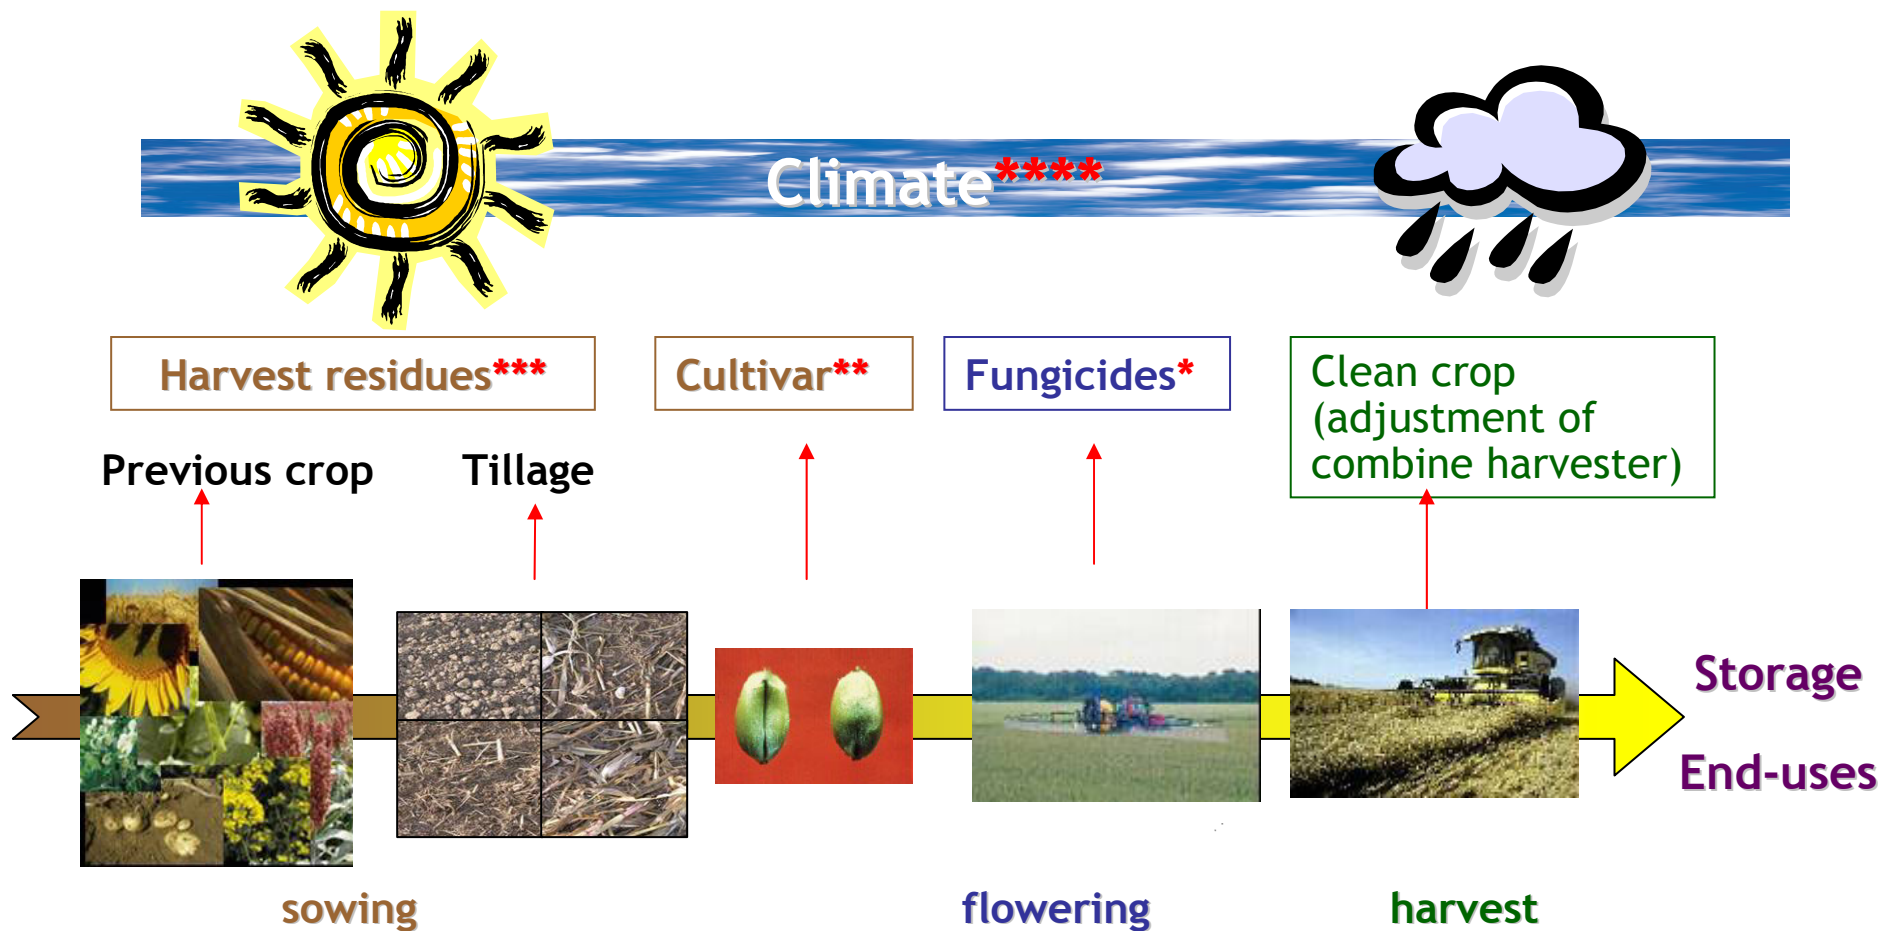 Climate****
Harvest residues***
Cultivar**
Fungicides*
Clean crop
(adjustment of
combine harvester)
Previous crop
Tillage
Storage
End-uses
sowing
flowering
harvest